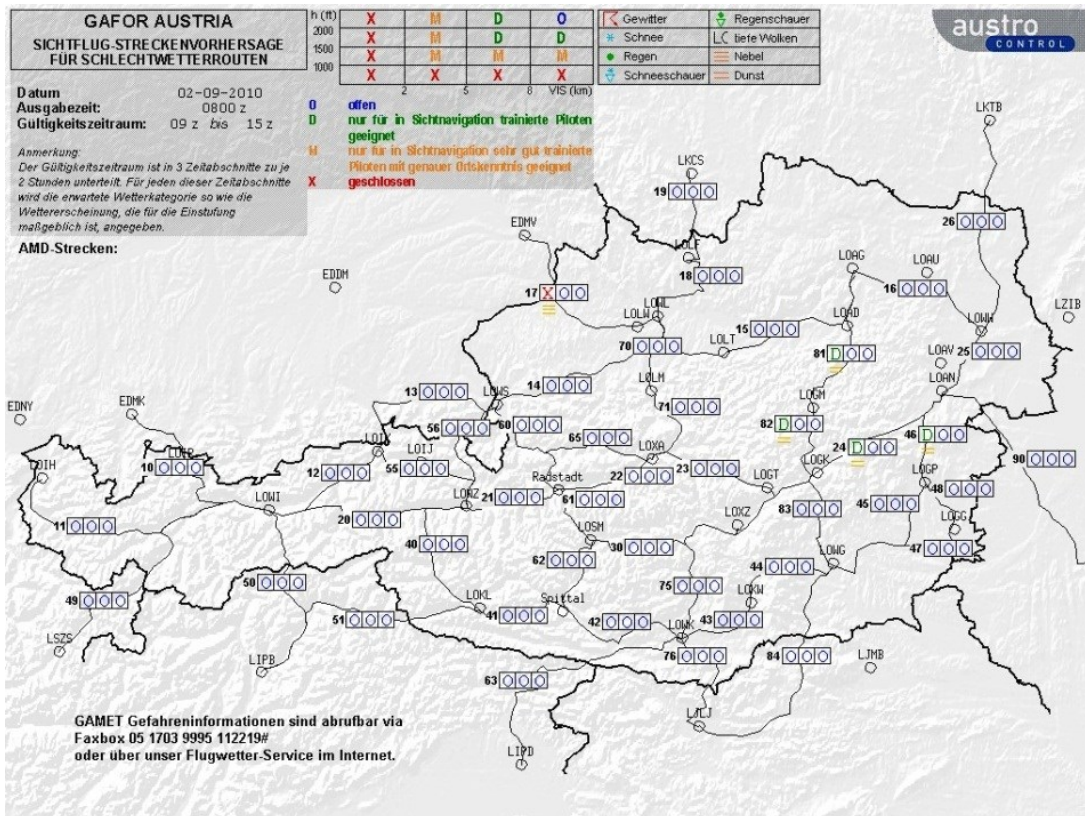 GAFOR AUSTRIA
SICHTFLUG-STRECKENVORHERSAGE
FÜR SCHLECHTWETTERROUTEN
Datum 02-09-2010
Ausgabezeit: 0800 z
Gültigkeitszeitraum: 09 z bis 15 z
Anmerkung:
Der Gültigkeitszeitraum ist in 3 Zeitabschnitte zu je
2 Stunden unterteilt. Für jeden dieser Zeitabschnitte
wird die erwartete Wetterkategorie so wie die
Wettererscheinung, die für die Einstufung
maßgeblich ist, angegeben.
AMD-Strecken:
h (ft) X M D O
2000
X M D D
1500
X M M M
1000
X X X X
2 5 8 VIS (km)
O offen
D nur für in Sichtnavigation trainierte Piloten
geeignet
M nur für in Sichtnavigation sehr gut trainierte
Piloten mit genauer Ortskenntnis geeignet
X geschlossen
Gewitter Regenschauer
Schnee LC tiefe Wolken
Regen Nebel
Schneeschauer Dunst
austro
CONTROL
LKTB
LKCS
19 O O O
26 O O O
EDMV
LOLF
18 O O O
LOAG
LOAU
EDDM
16 O O O
17 X O O
LOWL
LOLW
LZIB
15 O O O
LOAD
LOWW
70 O O O
LOLT
81 D O O
25 O O O
LOAV
14 O O O
13 O O O
LOLM
LOAN
LOWS
71 O O O
LOGM
EDNY
EDMK
56 O O O
60 O O O
82 D O O
46 D O O
65 O O O
24 D O O
LOIJ
LOXA
90 O O O
LOIH
10 O O O
12 O O O
55 O O O
22 O O O
23 O O O
LOGK
LOGP
Radstadt
LOGT
48 O O O
LOWI
LOWZ
21 O O O
61 O O O
83 O O O
45 O O O
11 O O O
20 O O O
LOXZ
LOGG
LOSM
40 O O O
30 O O O
47 O O O
62 O O O
44 O O O
LOWG
50 O O O
75 O O O
49 O O O
LOKL
Spittal
LOKW
51 O O O
41 O O O
42 O O O
43 O O O
LSZS
LOWK
LIPB
76 O O O
84 O O O
LJMB
63 O O O
LJLJ
LIPD
GAMET Gefahreninformationen sind abrufbar via
Faxbox 05 1703 9995 112219#
oder über unser Flugwetter-Service im Internet.